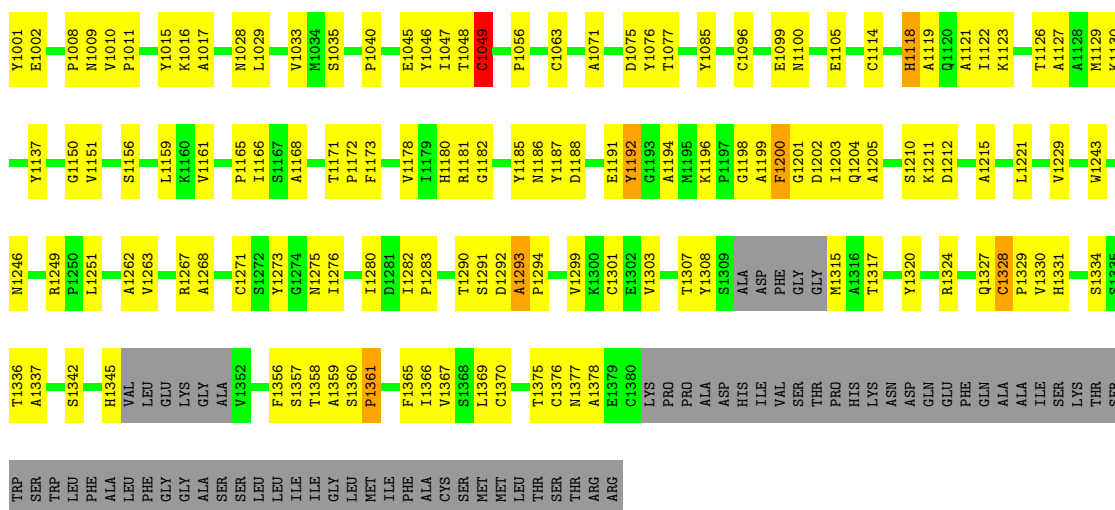 Y1001 E1002 P1008 N1009 V1010 P1011 Y1015 K1016 A1017 N1028 L1029 V1033 M1034 S1035 P1040 E1045 Y1046 I1047 T1048 C1049 P1056 C1063 A1071 D1075 Y1076 T1077 Y1085 C1096 E1099 N1100 E1105 C1114 H1118 A1119 Q1120 A1121 I1122 K1123 T1126 A1127 A1128 M1129 K1130
Y1137 G1150 V1151 S1156 L1159 K1160 V1161 P1165 I1166 S1167 A1168 T1171 P1172 F1173 V1178 I1179 H1180 R1181 G1182 Y1185 N1186 Y1187 D1188 E1191 Y1192 G1193 A1194 M1195 K1196 P1197 G1198 A1199 F1200 G1201 D1202 I1203 Q1204 A1205 S1210 K1211 D1212 A1215 L1221 V1229 W1243
N1246 R1249 P1250 L1251 A1262 V1263 R1267 A1268 C1271 S1272 Y1273 G1274 N1275 I1276 I1280 D1281 I1282 P1283 T1290 S1291 D1292 A1293 P1294 V1299 K1300 C1301 E1302 V1303 T1307 Y1308 S1309 ALA ASP PHE GLY GLY M1315 A1316 T1317 Y1320 R1324 Q1327 C1328 P1329 V1330 H1331 S1334 S1335
T1336 A1337 S1342 H1345 VAL LEU GLU LYS GLY ALA V1352 F1356 S1357 T1358 A1359 S1360 P1361 F1365 I1366 V1367 S1368 L1369 C1370 T1375 C1376 N1377 A1378 E1379 C1380 LYS PRO PRO ALA ASP HIS ILE VAL SER THR PRO HIS LYS ASN ASP GLN GLU PHE GLN ALA ALA ILE SER LYS THR SER
TRP SER TRP LEU PHE ALA LEU PHE GLY GLY ALA SER SER LEU LEU ILE ILE GLY LEU MET ILE PHE ALA CYS SER MET MET LEU THR SER THR ARG ARG